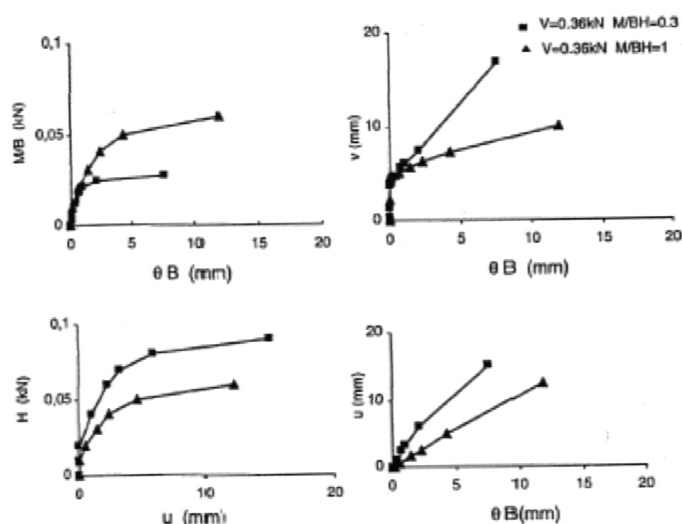 V=0.36kN M/BH=0.3
V=0.36kN M/BH=1
M/B (kN)
0,1
0,05
0
0 5 10 15 20
θ B (mm)
v (mm)
20
10
0
0 5 10 15 20
θ B (mm)
H (kN)
0,1
0,05
0
0 10 20
u (mm)
u (mm)
20
10
0
0 5 10 15 20
θ B(mm)